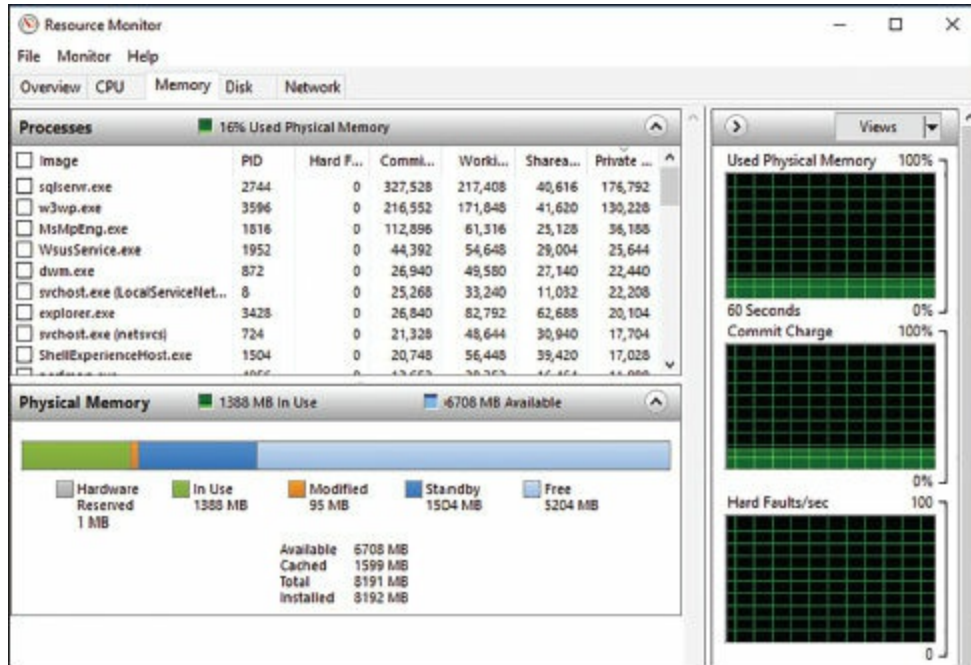 Resource Monitor
File Monitor Help
Overview CPU Memory Disk Network
Processes 16% Used Physical Memory
Image PID Hard F... Commi... Worki... Sharea... Private ...
sqlservr.exe 2744 0 327,528 217,408 40,616 176,792
w3wp.exe 3596 0 216,552 171,848 41,620 130,228
MsMpEng.exe 1816 0 112,896 61,316 25,128 36,188
WsusService.exe 1952 0 44,392 54,648 29,004 25,644
dwm.exe 872 0 26,940 49,580 27,140 22,440
svchost.exe (LocalServiceNet... 8 0 25,268 33,240 11,032 22,208
explorer.exe 3428 0 26,840 82,792 62,688 20,104
svchost.exe (netsvcs) 724 0 21,328 48,644 30,940 17,704
ShellExperienceHost.exe 1504 0 20,748 56,448 39,420 17,028
Physical Memory 1388 MB In Use 6708 MB Available
Hardware Reserved 1 MB
In Use 1388 MB
Modified 95 MB
Standby 1504 MB
Free 5204 MB
Available 6708 MB
Cached 1599 MB
Total 8191 MB
Installed 8192 MB
Views
Used Physical Memory 100%
60 Seconds 0%
Commit Charge 100%
0%
Hard Faults/sec 100
0